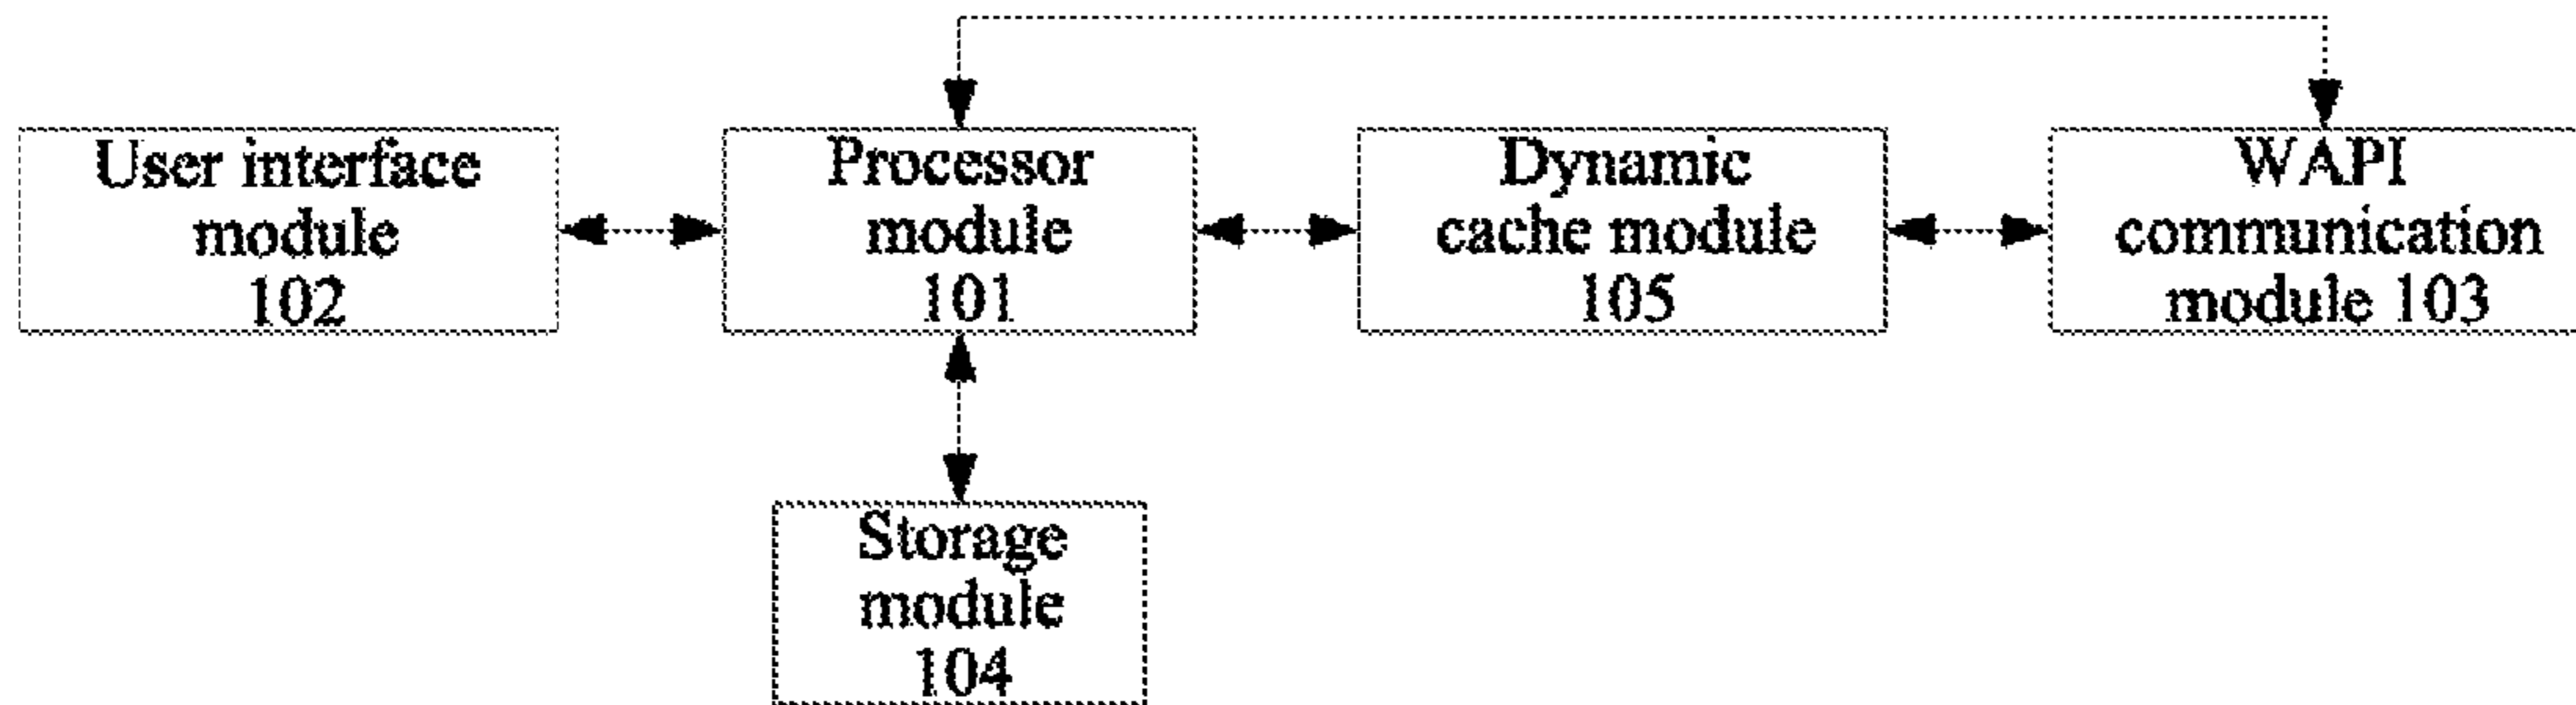 User interface
module
102
Processor
module
101
Dynamic
cache module
105
WAPI
communication
module 103
Storage
module
104